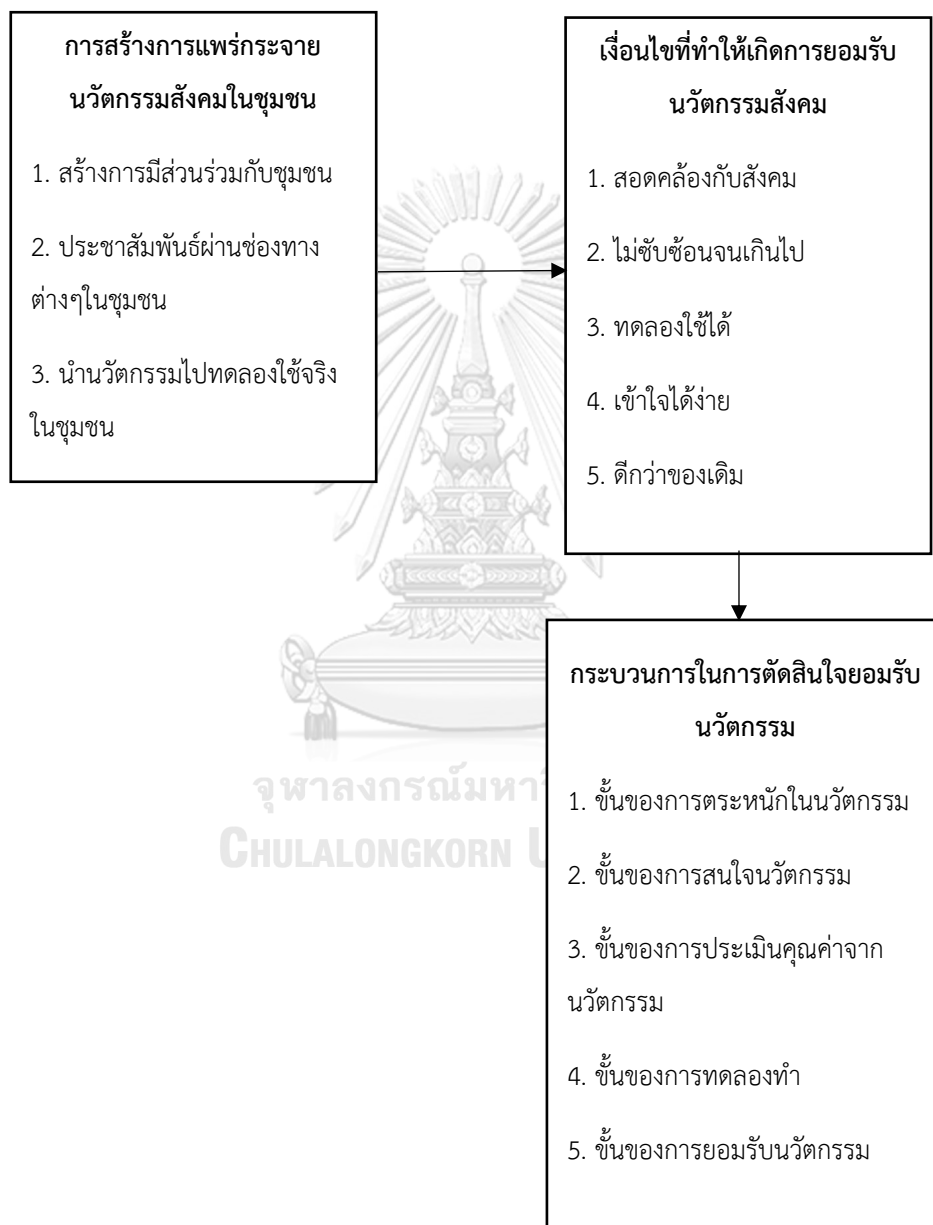 การสร้างการแพร่กระจาย
นวัตกรรมสังคมในชุมชน
1. สร้างการมีส่วนร่วมกับชุมชน
2. ประชาสัมพันธ์ผ่านช่องทาง
ต่างๆในชุมชน
3. นำนวัตกรรมไปทดลองใช้จริง
ในชุมชน
เงื่อนไขที่ทำให้เกิดการยอมรับ
นวัตกรรมสังคม
1. สอดคล้องกับสังคม
2. ไม่ซับซ้อนจนเกินไป
3. ทดลองใช้ได้
4. เข้าใจได้ง่าย
5. ดีกว่าของเดิม
กระบวนการในการตัดสินใจยอมรับ
นวัตกรรม
1. ขั้นของการตระหนักในนวัตกรรม
2. ขั้นของการสนใจนวัตกรรม
3. ขั้นของการประเมินคุณค่าจาก
นวัตกรรม
4. ขั้นของการทดลองทำ
5. ขั้นของการยอมรับนวัตกรรม
จุฬาลงกรณ์มหาวิ
CHULALONGKORN U